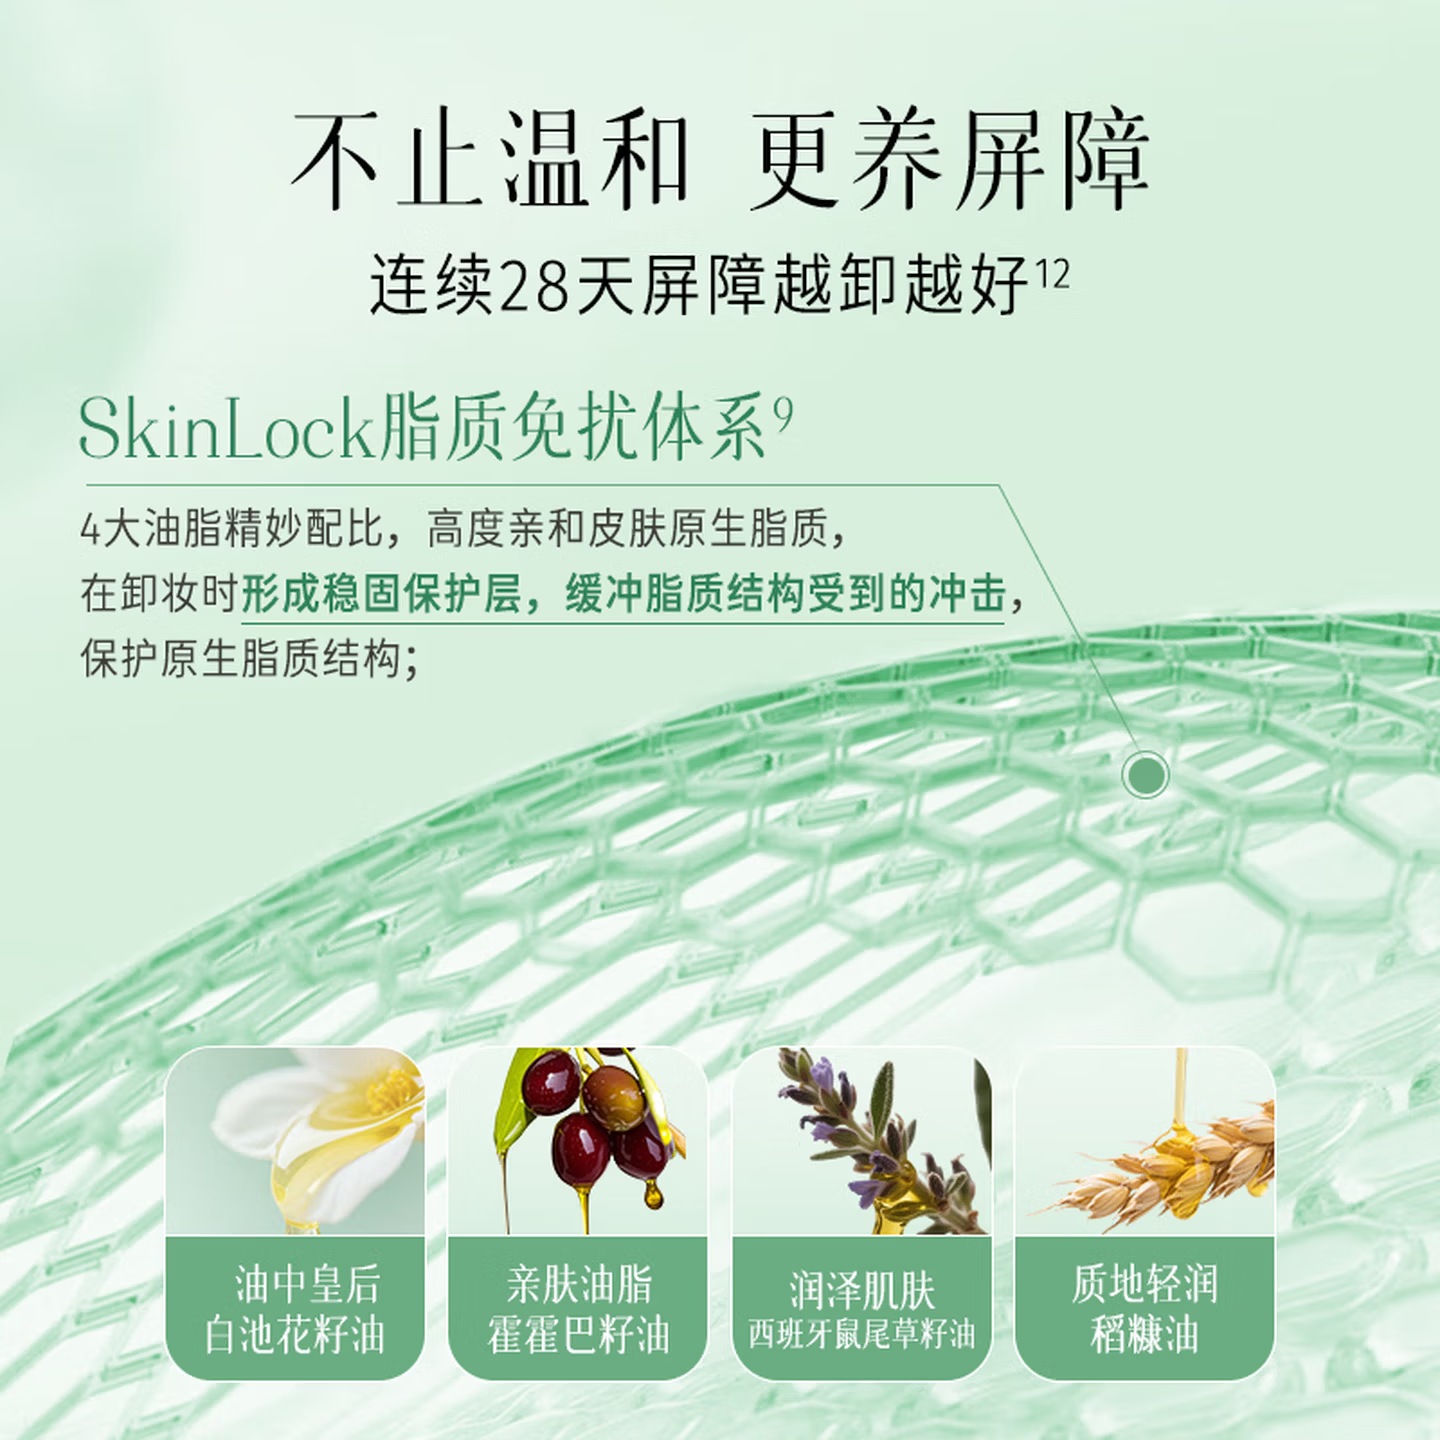 不止温和 更养屏障
连续28天屏障越卸越好12
SkinLock脂质免扰体系9
4大油脂精妙配比，高度亲和皮肤原生脂质，
在卸妆时形成稳固保护层，缓冲脂质结构受到的冲击，
保护原生脂质结构；
油中皇后
白池花籽油
亲肤油脂
霍霍巴籽油
润泽肌肤
西班牙鼠尾草籽油
质地轻润
稻糠油